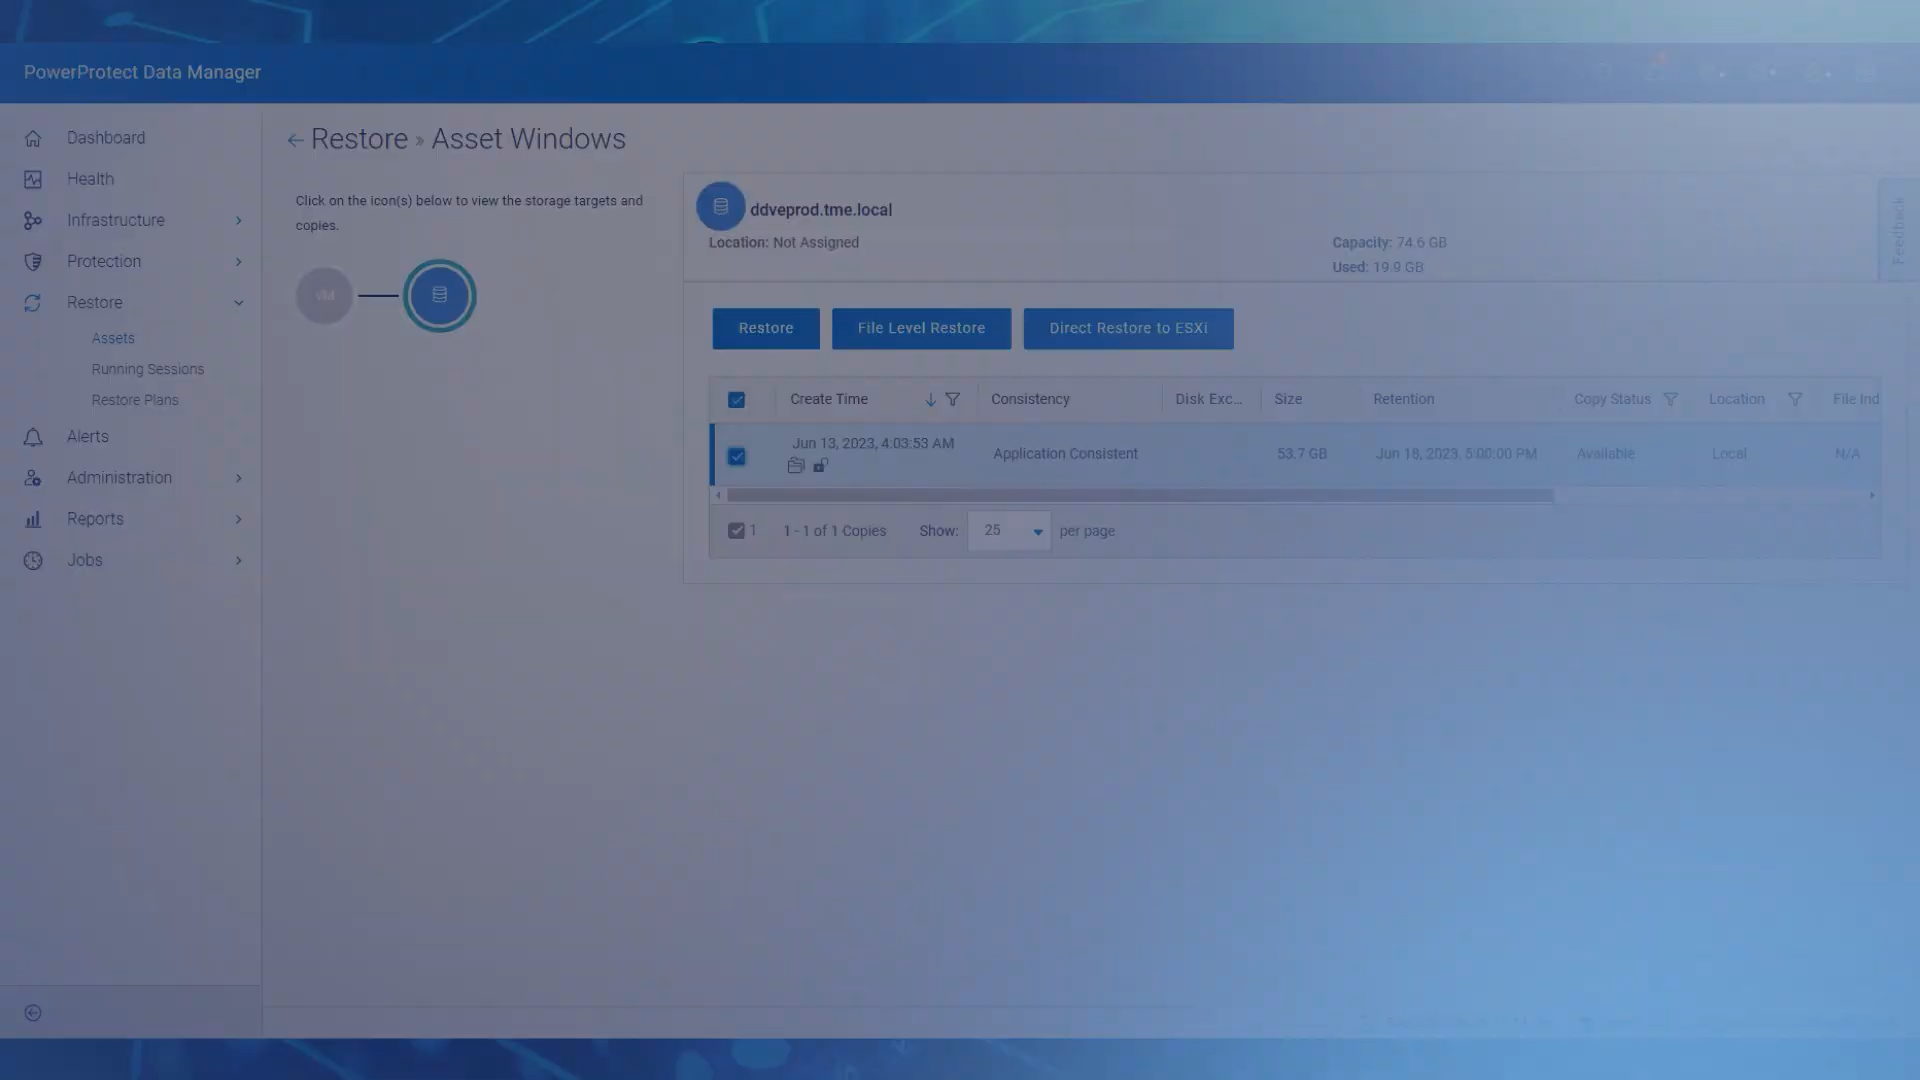 PowerProtect Data Manager
Dashboard
Health
Infrastructure
Protection
Restore
Assets
Running Sessions
Restore Plans
Alerts
Administration
Reports
Jobs
Restore » Asset Windows
Click on the icon(s) below to view the storage targets and
copies.
VM
ddveprod.tme.local
Location: Not Assigned
Capacity: 74.6 GB
Used: 19.9 GB
Feedback
Restore File Level Restore Direct Restore to ESXi
Create Time Consistency Disk Exc... Size Retention Copy Status Location File Ind
Jun 13, 2023, 4:03:53 AM Application Consistent 53.7 GB Jun 18, 2023, 5:00:00 PM Available Local N/A
1 1 - 1 of 1 Copies Show: 25 per page